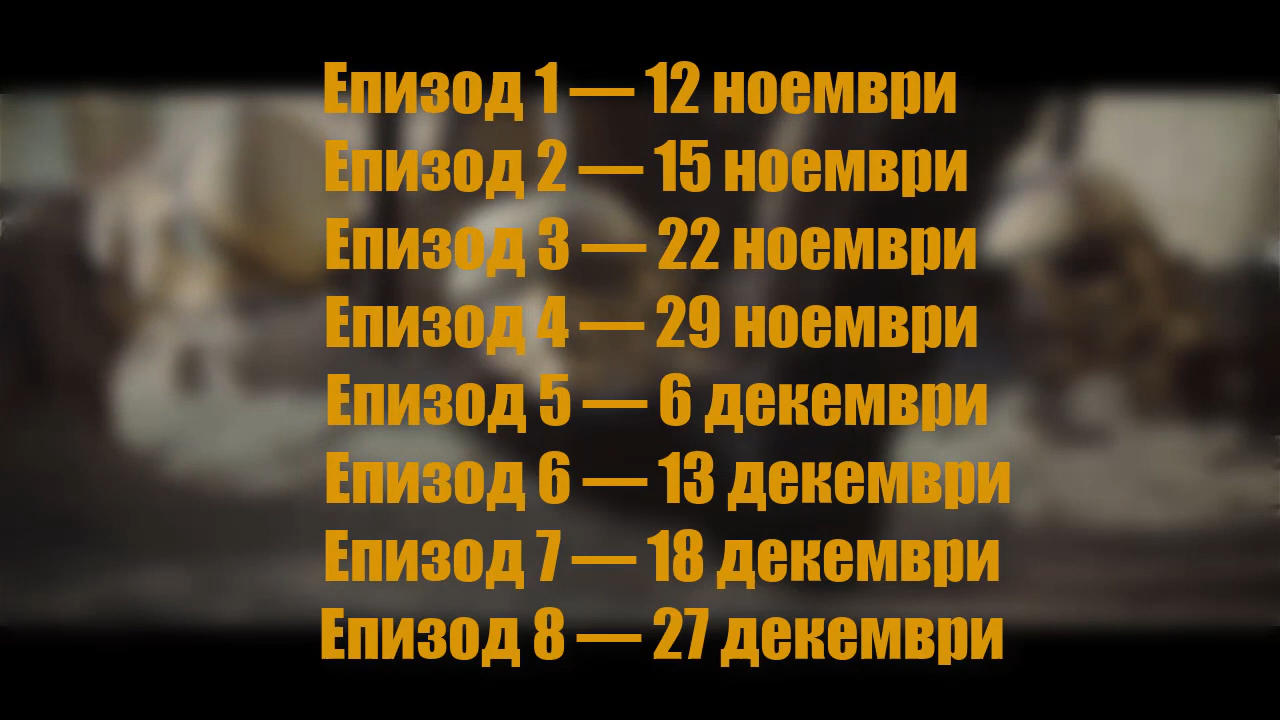 Епизод 1 — 12 ноември
Епизод 2 — 15 ноември
Епизод 3 — 22 ноември
Епизод 4 — 29 ноември
Епизод 5 — 6 декември
Епизод 6 — 13 декември
Епизод 7 — 18 декември
Епизод 8 — 27 декември